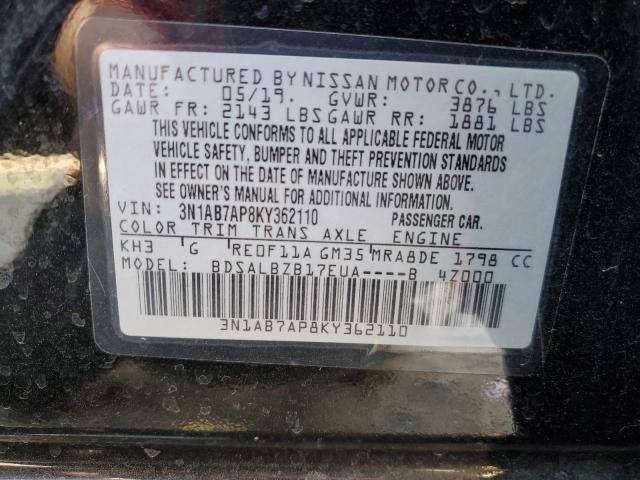 MANUFACTURED BY NISSAN MOTOR CO., LTD.
DATE: 05/19. GVWR: 3876 LBS
GAWR FR: 2143 LBS GAWR RR: 1881 LBS
THIS VEHICLE CONFORMS TO ALL APPLICABLE FEDERAL MOTOR
VEHICLE SAFETY, BUMPER AND THEFT PREVENTION STANDARDS
IN EFFECT ON THE DATE OF MANUFACTURE SHOWN ABOVE.
SEE OWNER'S MANUAL FOR ADDITIONAL INFORMATION.
VIN: 3N1AB7AP8KY362110 PASSENGER CAR.
COLOR TRIM TRANS AXLE ENGINE
KH3 G RE0F11A GM35 MRA8DE 1798 CC
MODEL: BDSALBZB17EUA----B 4Z000
3N1AB7AP8KY362110